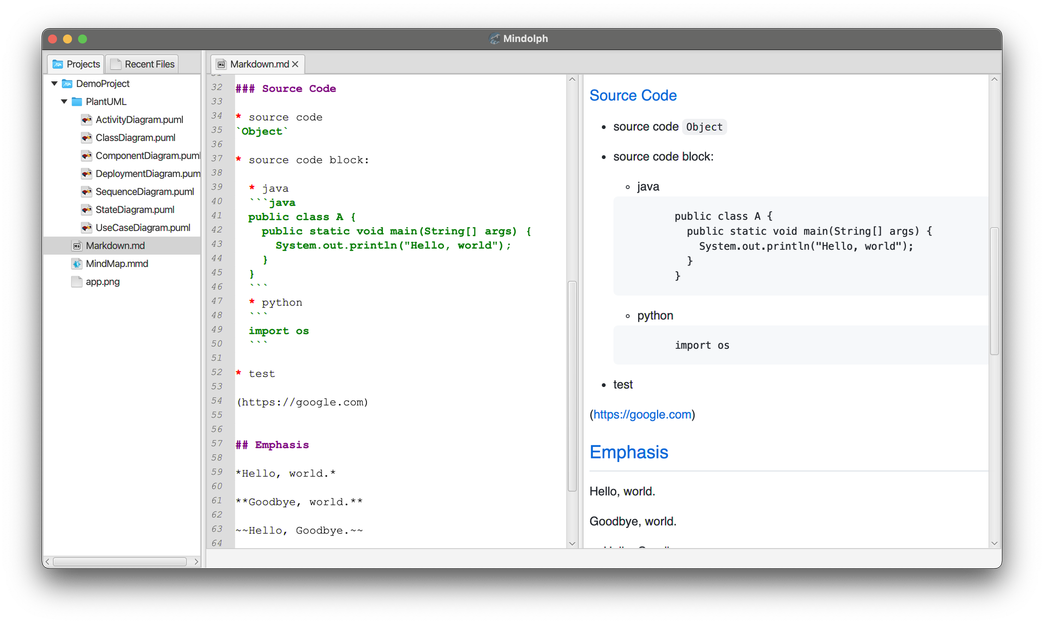 Mindolph
Projects
Recent Files
DemoProject
PlantUML
ActivityDiagram.puml
ClassDiagram.puml
ComponentDiagram.puml
DeploymentDiagram.pum
SequenceDiagram.puml
StateDiagram.puml
UseCaseDiagram.puml
Markdown.md
MindMap.mmd
app.png
Markdown.md
32 ### Source Code
33
34 * source code
35 `Object`
36
37 * source code block:
38
39 * java
40 ```java
41 public class A {
42 public static void main(String[] args) {
43 System.out.println("Hello, world");
44 }
45 }
46 ```
47 * python
48 ```
49 import os
50 ```
51
52 * test
53
54 (https://google.com)
55
56
57 ## Emphasis
58
59 *Hello, world.*
60
61 **Goodbye, world.**
62
63 ~~Hello, Goodbye.~~
64
Source Code
• source code Object
• source code block:
java
public class A {
public static void main(String[] args) {
System.out.println("Hello, world");
}
}
python
import os
• test
(https://google.com)
Emphasis
Hello, world.
Goodbye, world.